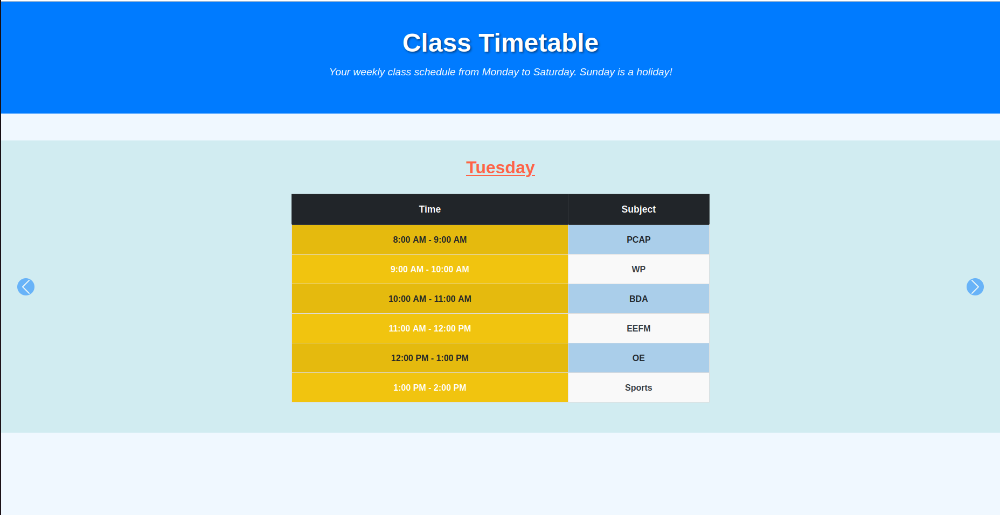 Class Timetable
Your weekly class schedule from Monday to Saturday. Sunday is a holiday!
Tuesday
Time Subject
8:00 AM - 9:00 AM PCAP
9:00 AM - 10:00 AM WP
10:00 AM - 11:00 AM BDA
11:00 AM - 12:00 PM EEFM
12:00 PM - 1:00 PM OE
1:00 PM - 2:00 PM Sports